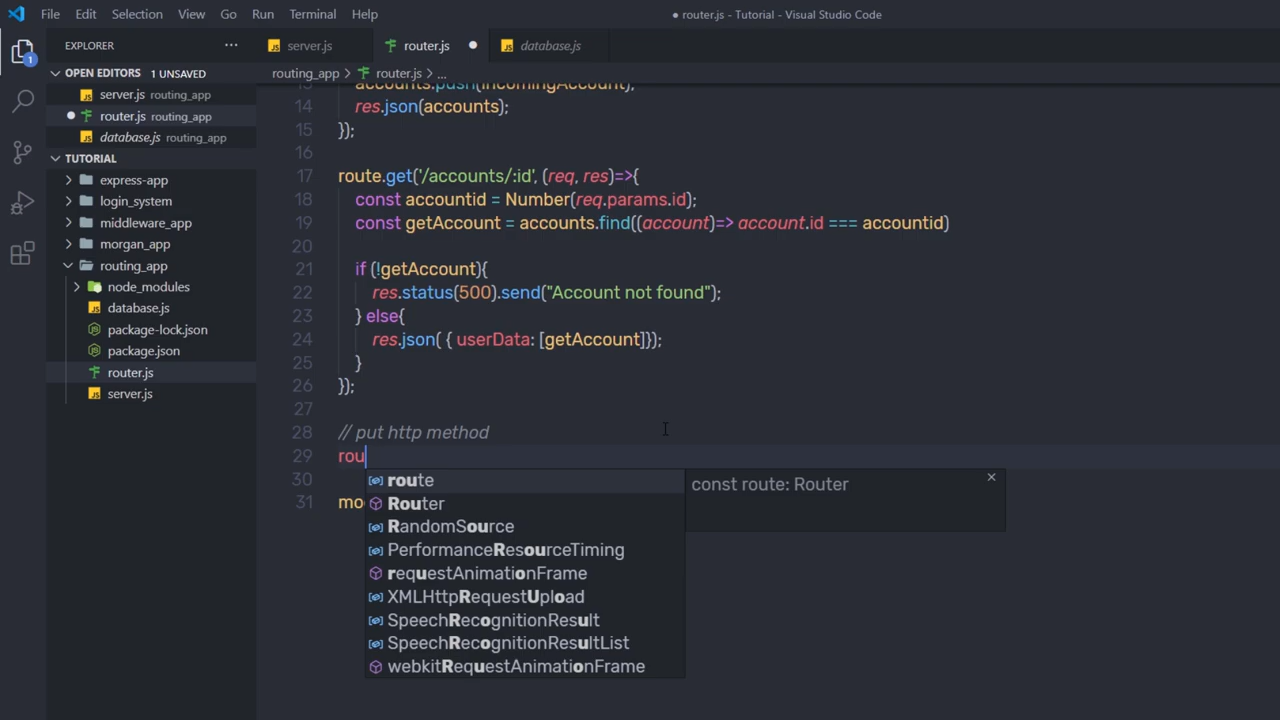 File Edit Selection View Go Run Terminal Help
● router.js - Tutorial - Visual Studio Code
EXPLORER ···
server.js
router.js
database.js
1
OPEN EDITORS 1 UNSAVED
server.js routing_app
router.js routing_app
database.js routing_app
TUTORIAL
express-app
login_system
middleware_app
morgan_app
routing_app
node_modules
database.js
package-lock.json
package.json
router.js
server.js
routing_app > router.js > ...
13 accounts.push(incomingAccount);
14 res.json(accounts);
15 });
16
17 route.get('/accounts/:id', (req, res)=>{
18 const accountid = Number(req.params.id);
19 const getAccount = accounts.find((account)=> account.id === accountid)
20
21 if (!getAccount){
22 res.status(500).send("Account not found");
23 } else{
24 res.json( { userData: [getAccount]});
25 }
26 });
27
28 // put http method
29 rou
30
31 mo
route
Router
RandomSource
PerformanceResourceTiming
requestAnimationFrame
XMLHttpRequestUpload
SpeechRecognitionResult
SpeechRecognitionResultList
webkitRequestAnimationFrame
const route: Router